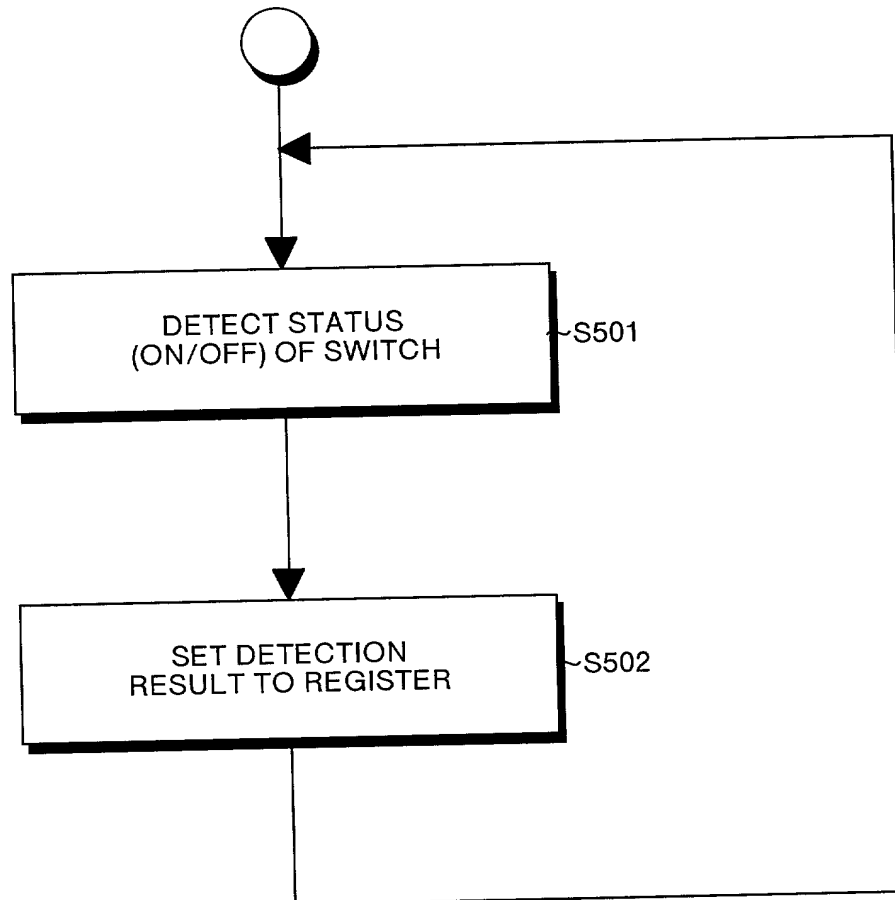 DETECT STATUS
(ON/OFF) OF SWITCH
S501
SET DETECTION
RESULT TO REGISTER
S502